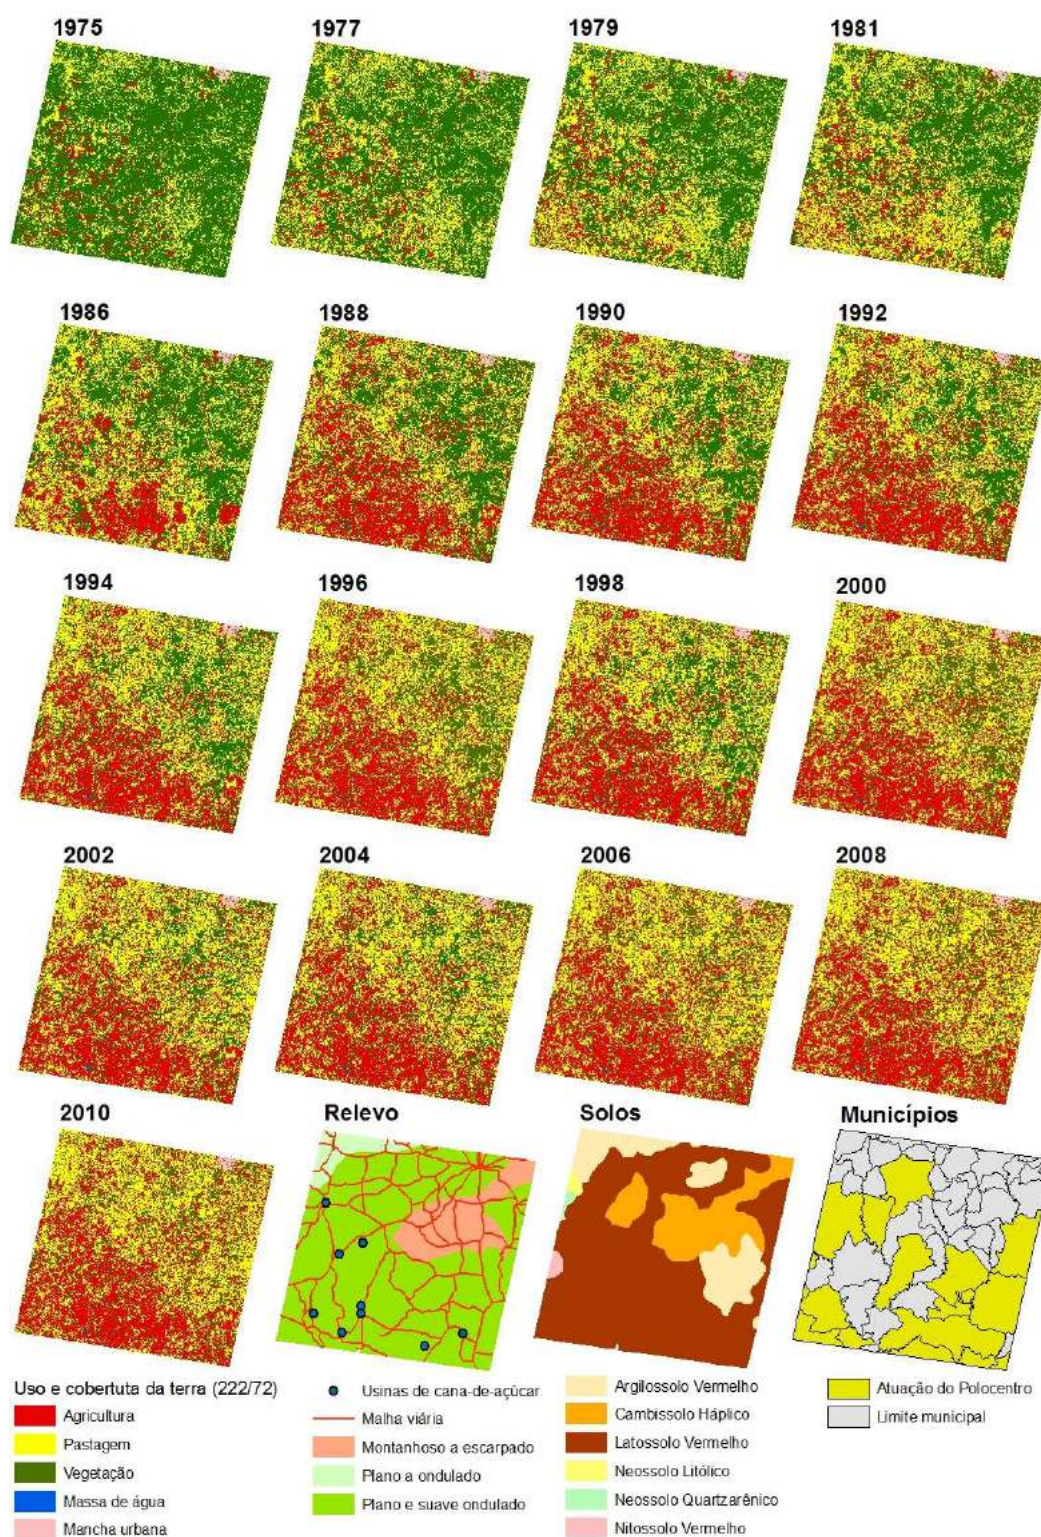 1975
1977
1979
1981
1986
1988
1990
1992
1994
1996
1998
2000
2002
2004
2006
2008
2010
Relevo
Solos
Municípios
Uso e cobertuta da terra (222/72)
Agricultura
Pastagem
Vegetação
Massa de água
Mancha urbana
Usinas de cana-de-açúcar
Malha viária
Montanhoso a escarpado
Plano a ondulado
Plano e suave ondulado
Argilossolo Vermelho
Cambissolo Háplico
Latossolo Vermelho
Neossolo Litólico
Neossolo Quartzarênico
Nitossolo Vermelho
Atuação do Polocentro
Limite municipal